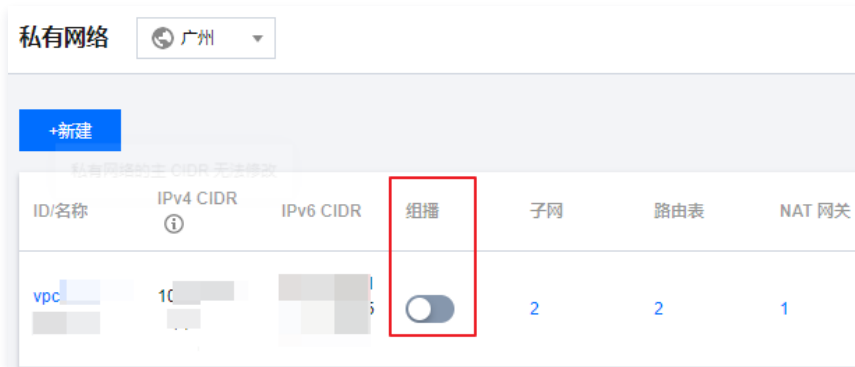 私有网络
广州
+新建
私有网络的主 CIDR 无法修改
ID/名称
IPv4 CIDR
IPv6 CIDR
组播
子网
路由表
NAT 网关
vpc
10
2
2
1